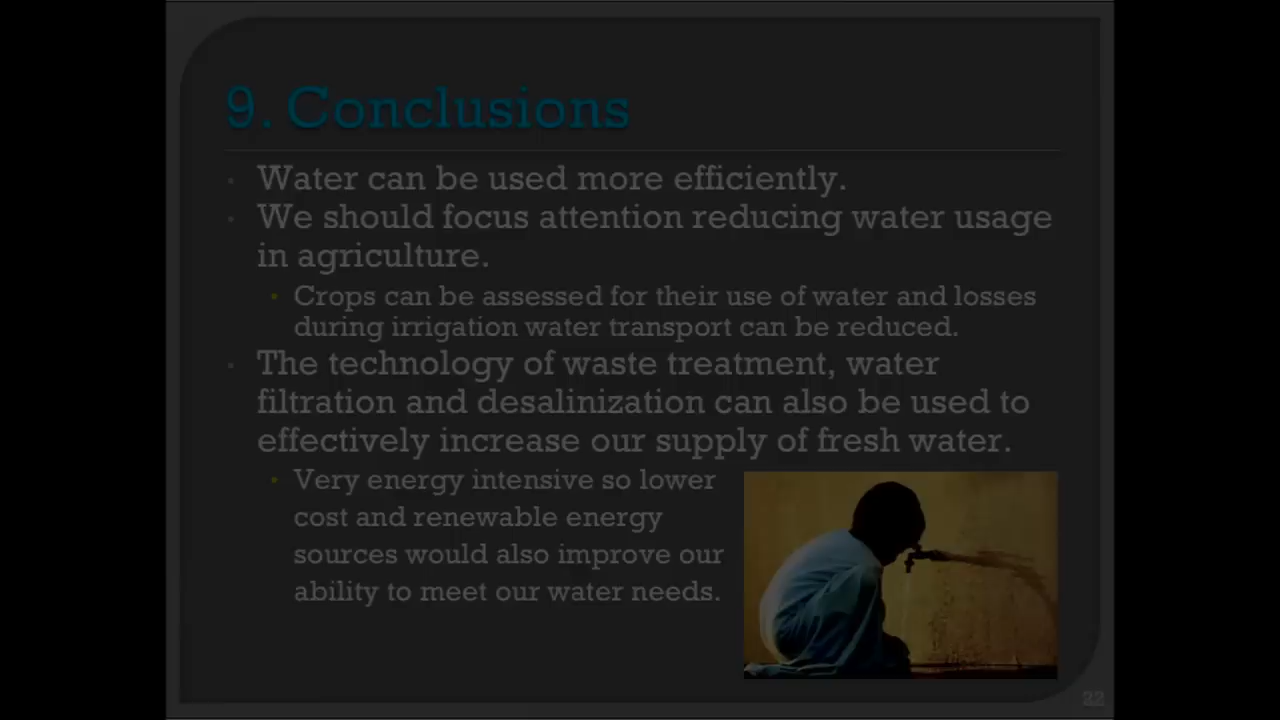 9. Conclusions
· Water can be used more efficiently.
· We should focus attention reducing water usage
in agriculture.
· Crops can be assessed for their use of water and losses
during irrigation water transport can be reduced.
· The technology of waste treatment, water
filtration and desalinization can also be used to
effectively increase our supply of fresh water.
· Very energy intensive so lower
cost and renewable energy
sources would also improve our
ability to meet our water needs.
22